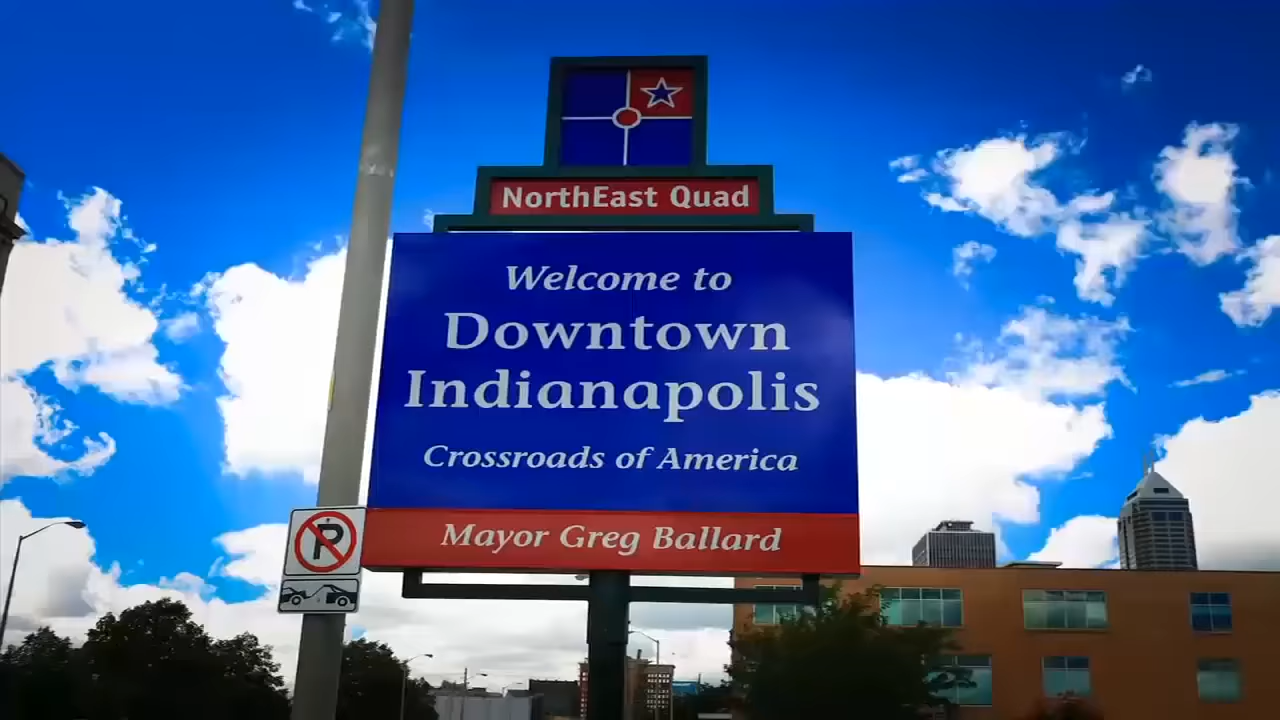 NorthEast Quad
Welcome to
Downtown
Indianapolis
Crossroads of America
Mayor Greg Ballard
P